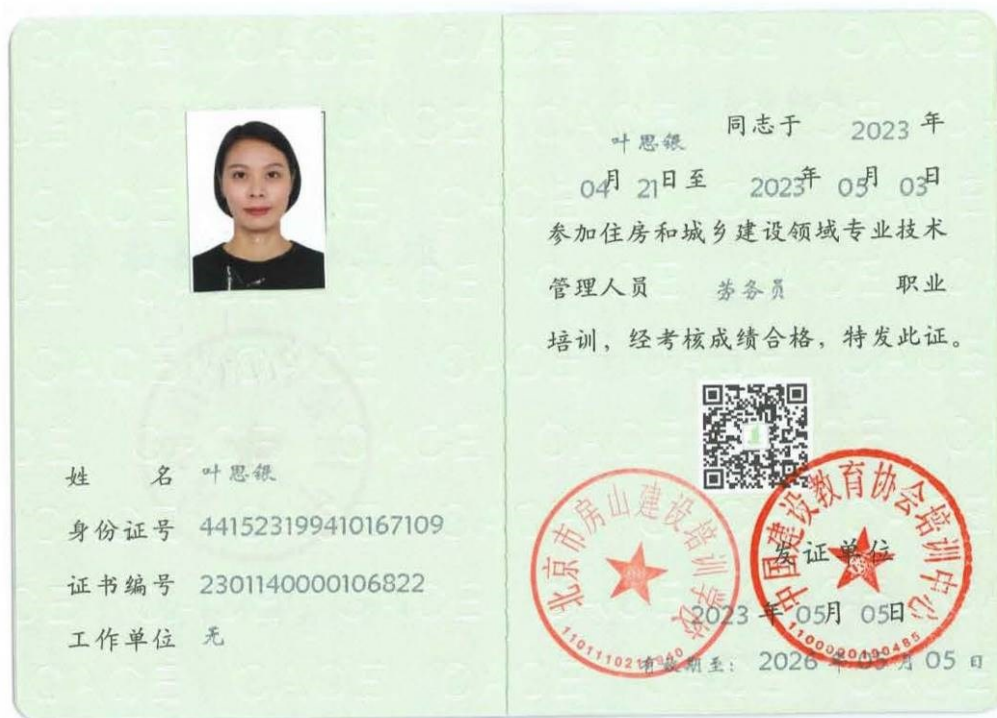 姓 名 叶思银
身份证号 441523199410167109
证书编号 2301140000106822
工作单位 无
叶思银 同志于 2023 年
04月 21日至 2023年 05月 03日
参加住房和城乡建设领域专业技术
管理人员 劳务员 职业
培训，经考核成绩合格，特发此证。
北京市房山建设培训学校
中国建设教育协会培训中心
发证单位
2023 年 05月 05日
有效期至： 2026 年 05 月 05 日